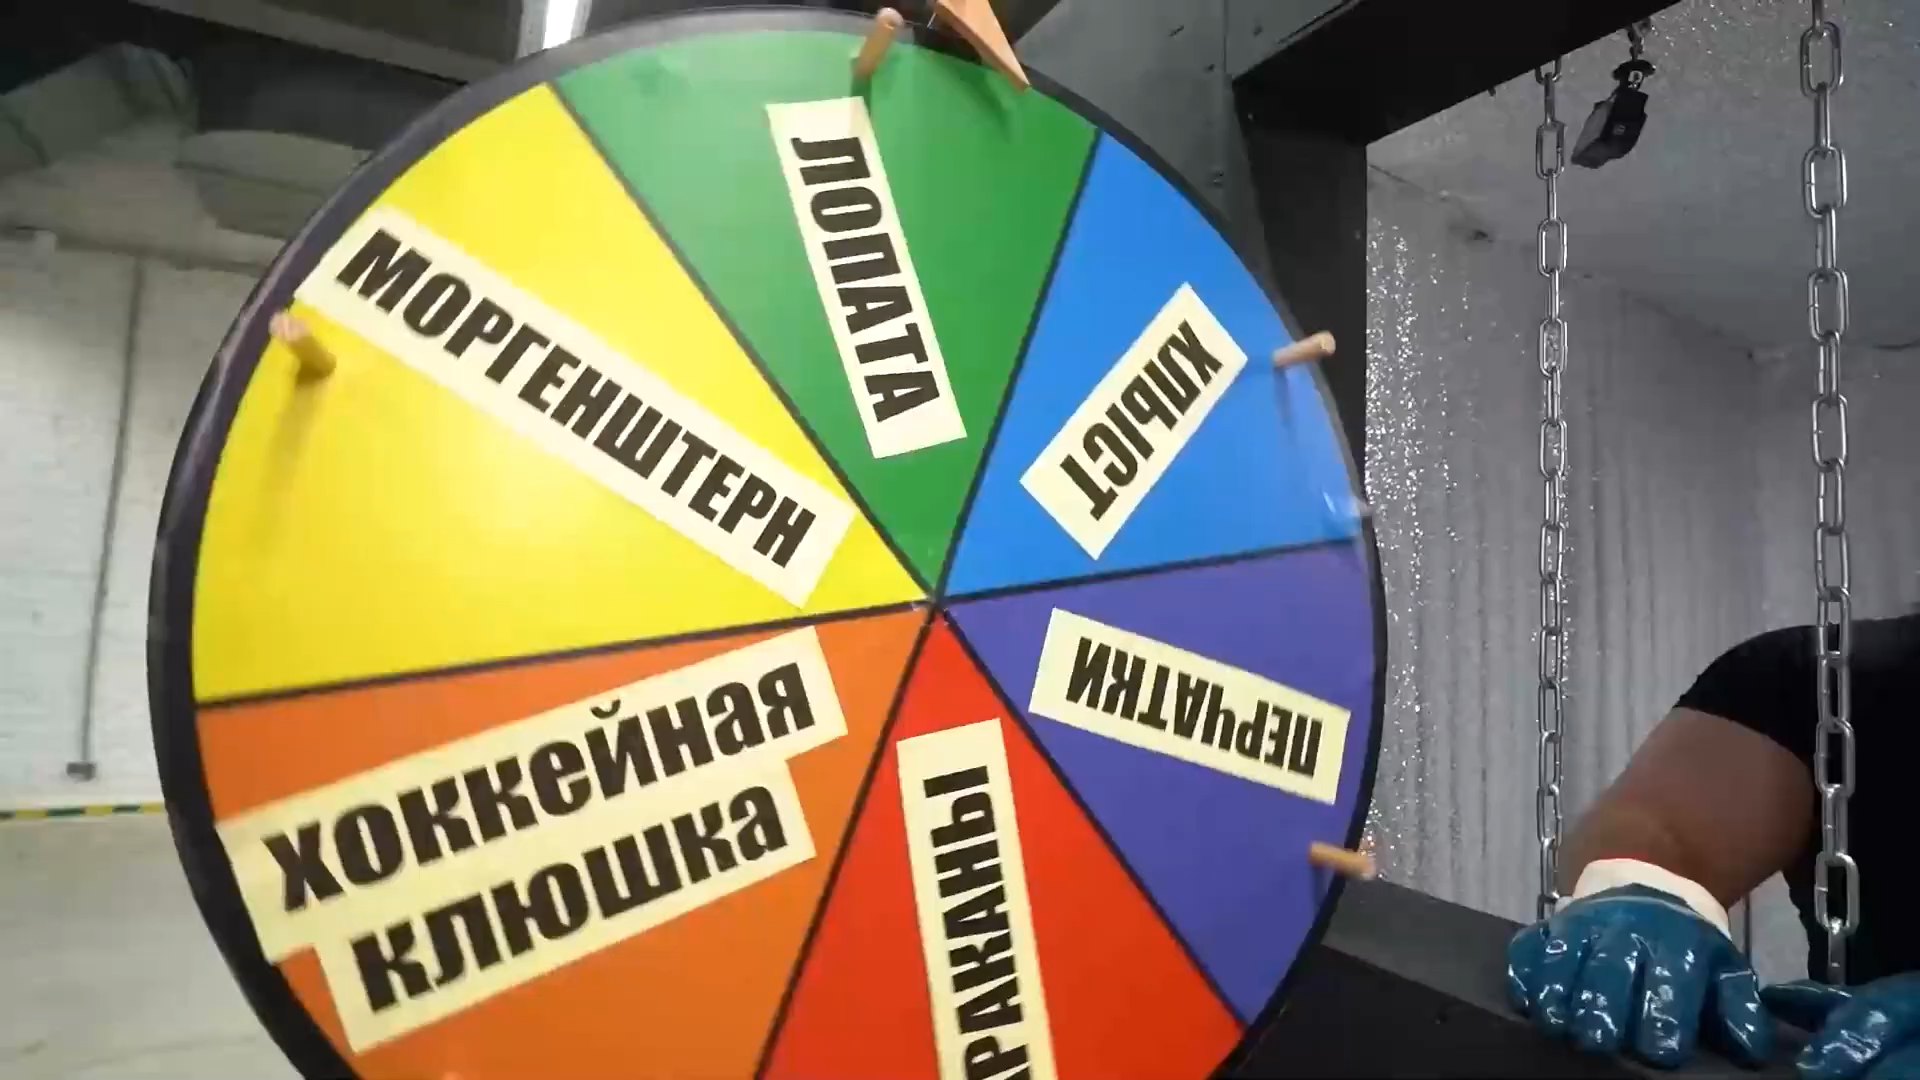 МОРГЕНШТЕРН
ЛОПАТА
ХЛЫСТ
ПЕРЧАТКИ
РАКАНЫ
хоккейная
клюшка